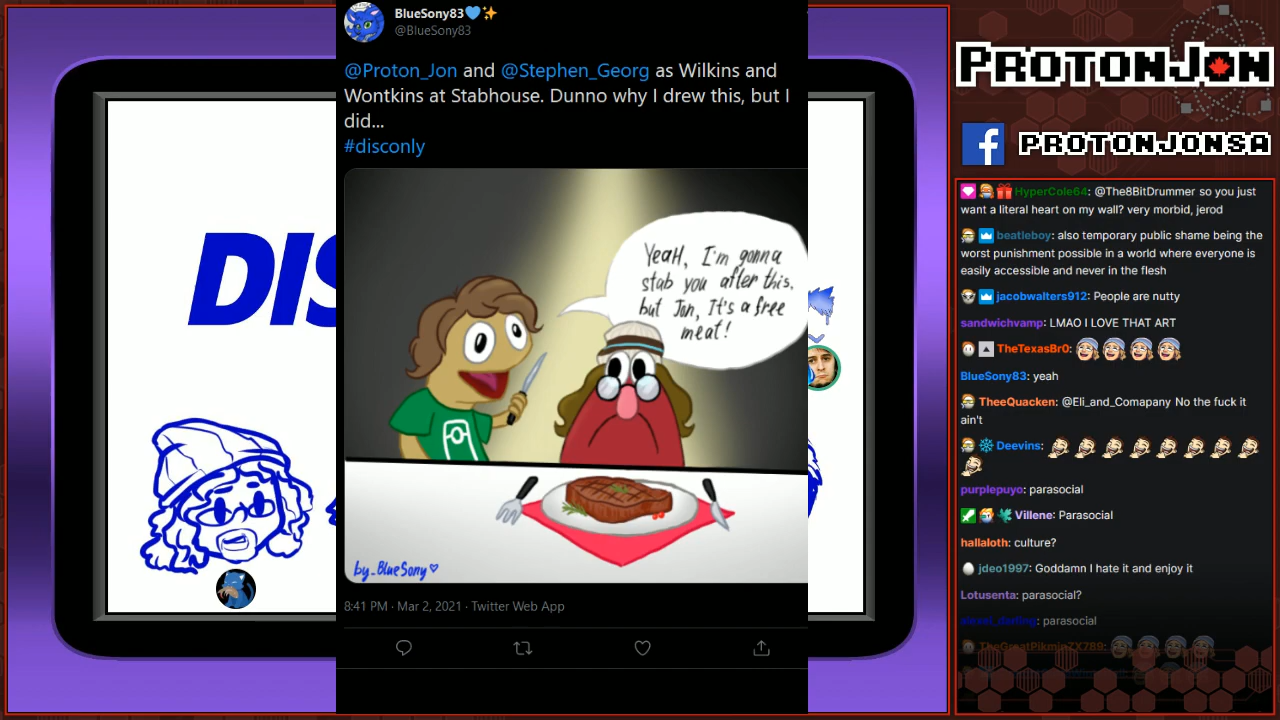 BlueSony83💙✨
@BlueSony83
@Proton_Jon and @Stephen_Georg as Wilkins and
Wontkins at Stabhouse. Dunno why I drew this, but I
did...
#disconly
YeaH, I'm gonna
stab you after this,
but Jon, It's a free
meat!
by_BlueSony♡
8:41 PM · Mar 2, 2021 · Twitter Web App
DIS
PROTONJON
f PROTONJONSA
HyperCole64: @The8BitDrummer so you just
want a literal heart on my wall? very morbid, jerod
beatleboy: also temporary public shame being the
worst punishment possible in a world where everyone is
easily accessible and never in the flesh
jacobwalters912: People are nutty
sandwichvamp: LMAO I LOVE THAT ART
TheTexasBr0:
BlueSony83: yeah
TheeQuacken: @Eli_and_Comapany No the fuck it
ain't
Deevins:
purplepuyo: parasocial
Villene: Parasocial
hallaloth: culture?
jdeo1997: Goddamn I hate it and enjoy it
Lotusenta: parasocial?
parasocial
TheGreatPikminZX789: